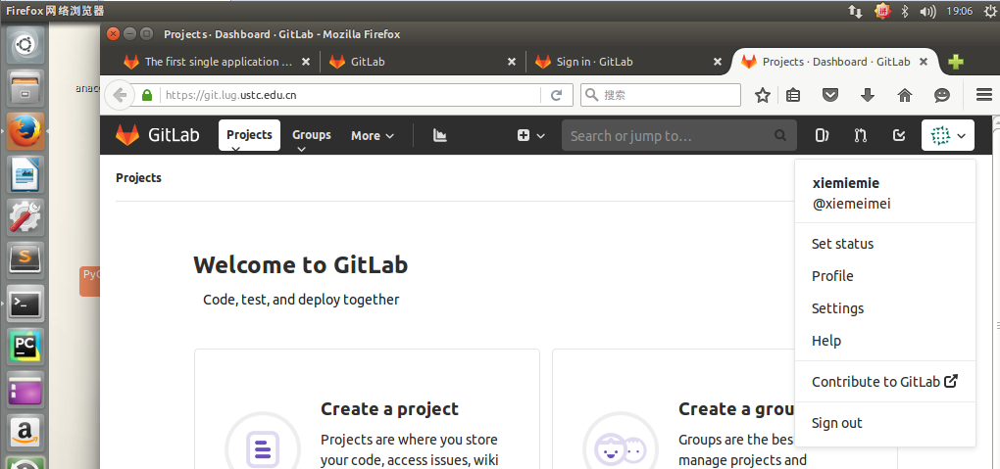 Firefox 网络浏览器
19:06
Projects · Dashboard · GitLab - Mozilla Firefox
The first single application ...
GitLab
Sign in · GitLab
Projects · Dashboard · GitLab
https://git.lug.ustc.edu.cn
搜索
GitLab
Projects
Groups
More
Search or jump to...
Projects
xiemiemie
@xiemeimei
Set status
Profile
Settings
Help
Contribute to GitLab
Sign out
Welcome to GitLab
Code, test, and deploy together
Create a project
Projects are where you store
your code, access issues, wiki
Create a grou
Groups are the bes
manage projects and
anac
PyC
PC